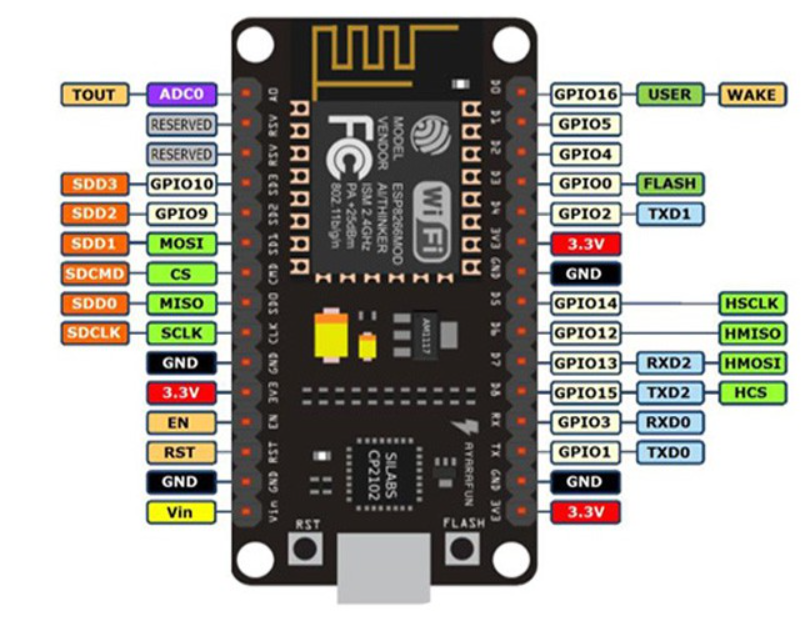 TOUT ADC0 A0 D0 GPIO16 USER WAKE
RESERVED RSV D1 GPIO5
RESERVED RSV D2 GPIO4
SDD3 GPIO10 SD3 D3 GPIO0 FLASH
SDD2 GPIO9 SD2 D4 GPIO2 TXD1
SDD1 MOSI SD1 3V3 3.3V
SDCMD CS CMD GND GND
SDD0 MISO SD0 D5 GPIO14 HSCLK
SDCLK SCLK CLK D6 GPIO12 HMISO
GND GND D7 GPIO13 RXD2 HMOSI
3.3V 3V3 D8 GPIO15 TXD2 HCS
EN EN RX GPIO3 RXD0
RST RST TX GPIO1 TXD0
GND GND GND GND
Vin Vin 3V3 3.3V
MODEL ESP8266MOD
VENDOR AI/THINKER
ISM 2.4GHz
PA +25dBm
802.11b/g/n
FC
Wi Fi
AM1117
SILABS
CP2102
AYARAFUN
RST
FLASH